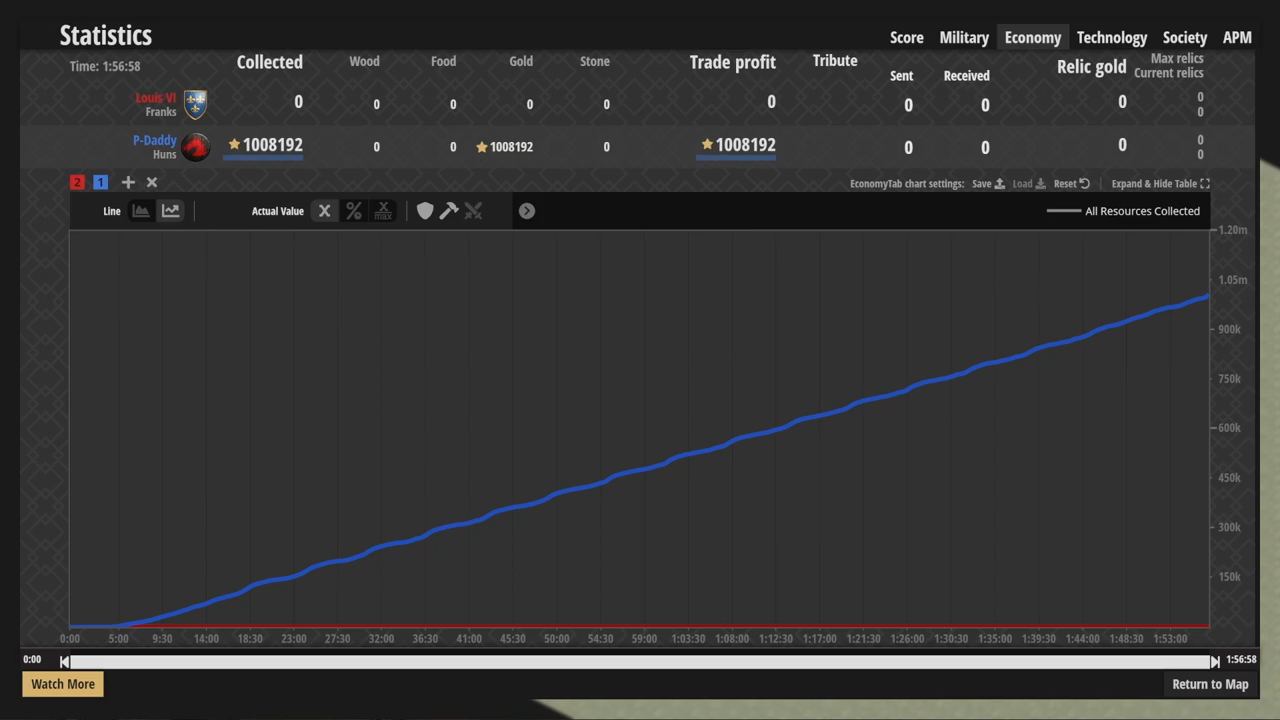 Statistics
Score Military Economy Technology Society APM
Time: 1:56:58
Collected Wood Food Gold Stone Trade profit Tribute Sent Received Relic gold Max relics Current relics
Louis VI
Franks
0 0 0 0 0 0 0 0 0 0 0
P-Daddy
Huns
1008192 0 0 1008192 0 1008192 0 0 0 0 0
2 1 EconomyTab chart settings: Save Load Reset Expand & Hide Table
Line Actual Value X % X/max All Resources Collected
1.20m
1.05m
900k
750k
600k
450k
300k
150k
0:00 5:00 9:30 14:00 18:30 23:00 27:30 32:00 36:30 41:00 45:30 50:00 54:30 59:00 1:03:30 1:08:00 1:12:30 1:17:00 1:21:30 1:26:00 1:30:30 1:35:00 1:39:30 1:44:00 1:48:30 1:53:00
0:00 1:56:58
Watch More Return to Map